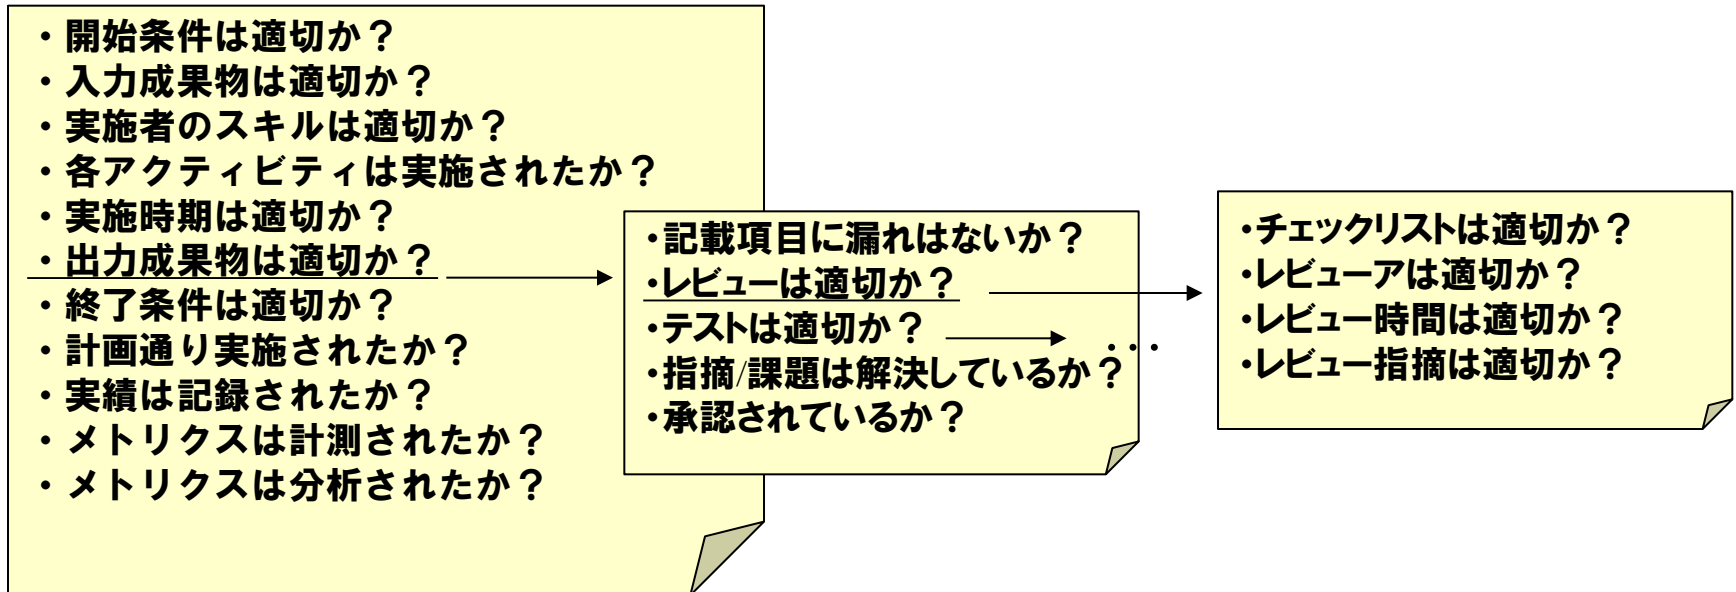 ・開始条件は適切か？
・入力成果物は適切か？
・実施者のスキルは適切か？
・各アクティビティは実施されたか？
・実施時期は適切か？
・出力成果物は適切か？
・終了条件は適切か？
・計画通り実施されたか？
・実績は記録されたか？
・メトリクスは計測されたか？
・メトリクスは分析されたか？
・記載項目に漏れはないか？
・レビューは適切か？
・テストは適切か？
・・・
・指摘/課題は解決しているか？
・承認されているか？
・チェックリストは適切か？
・レビューアは適切か？
・レビュー時間は適切か？
・レビュー指摘は適切か？